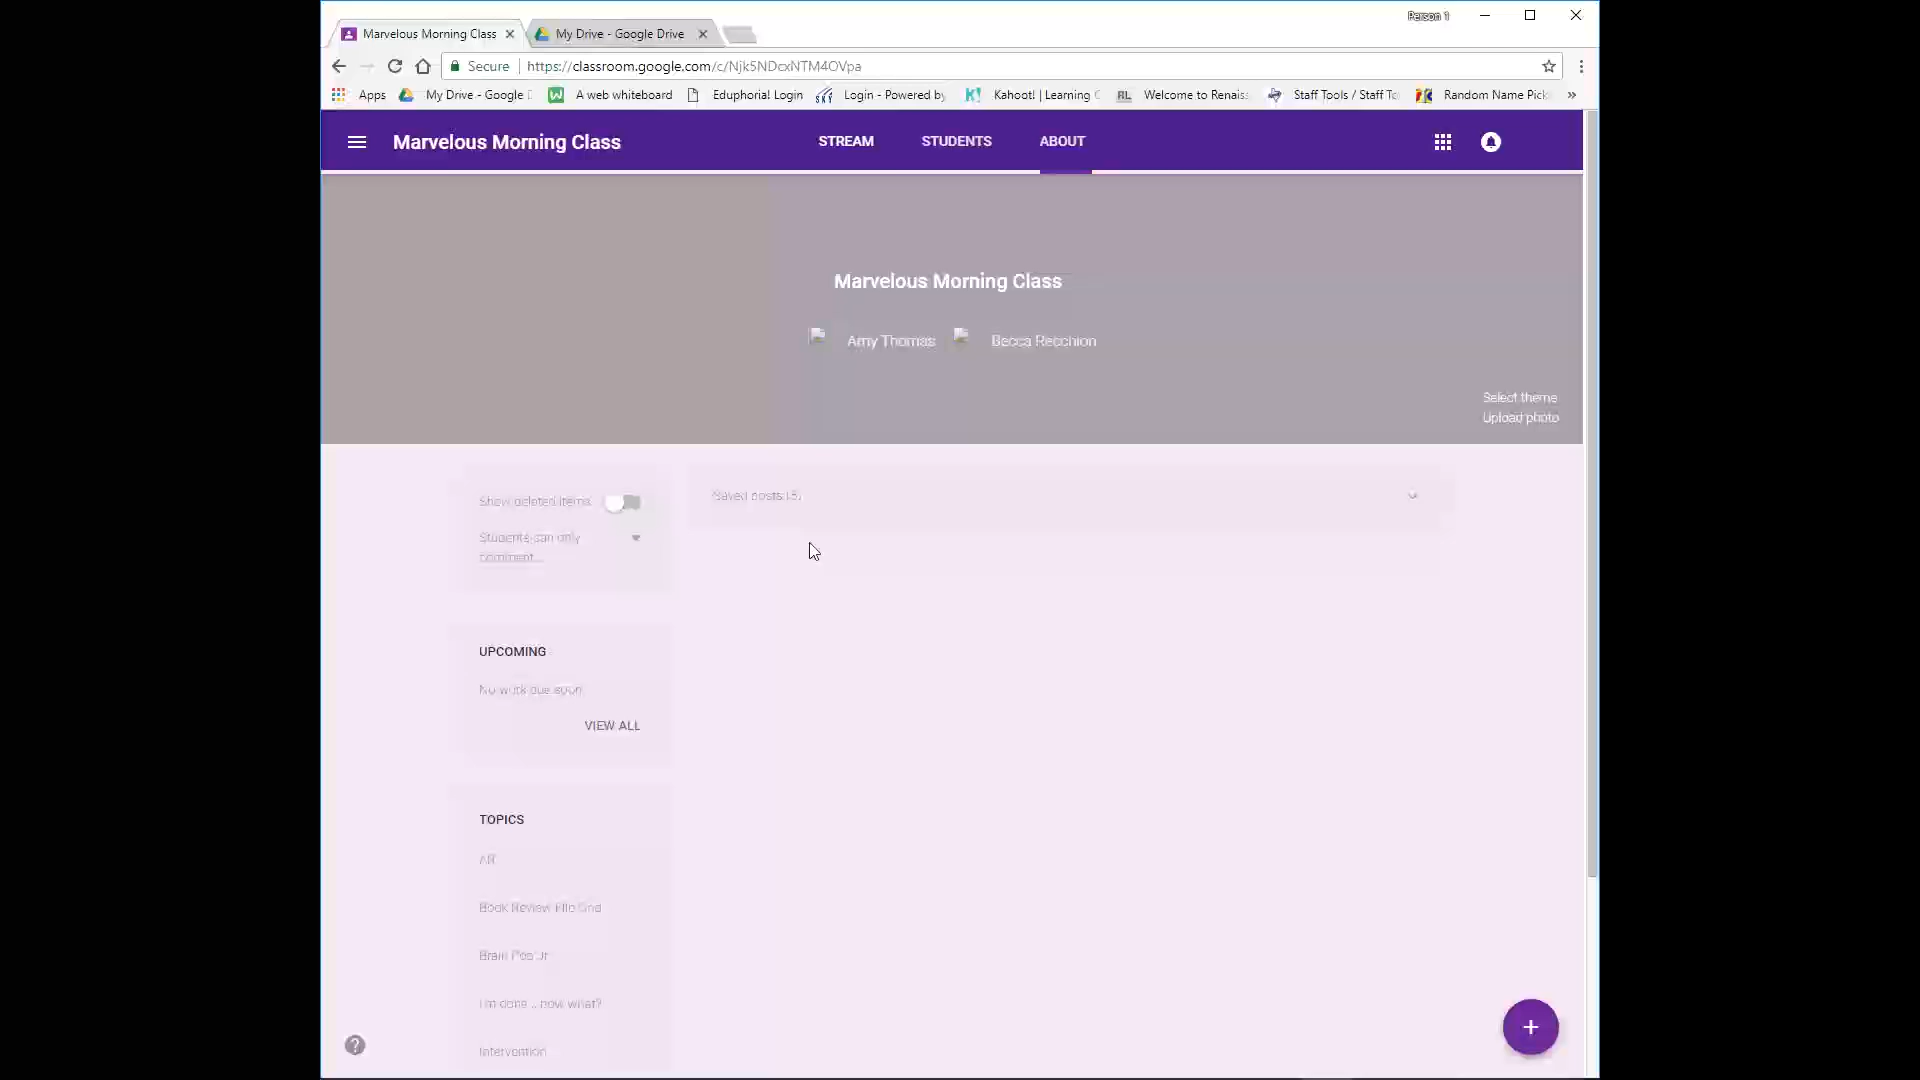 Person 1
Marvelous Morning Class
My Drive - Google Drive
Secure
https://classroom.google.com/c/Njk5NDcxNTM4OVpa
Apps
My Drive - Google
A web whiteboard
Eduphoria! Login
Login - Powered by
Kahoot! | Learning
RL
Welcome to Renais
Staff Tools / Staff To
Random Name Pick
»
Marvelous Morning Class
STREAM
STUDENTS
ABOUT
Marvelous Morning Class
Amy Thomas
Becca Recchion
Select theme
Upload photo
Show deleted items
Saved posts
Students can only
comment...
UPCOMING
No work due soon
VIEW ALL
TOPICS
Book Review
Brain Pop Jr
I'm done... now what?
Intervention